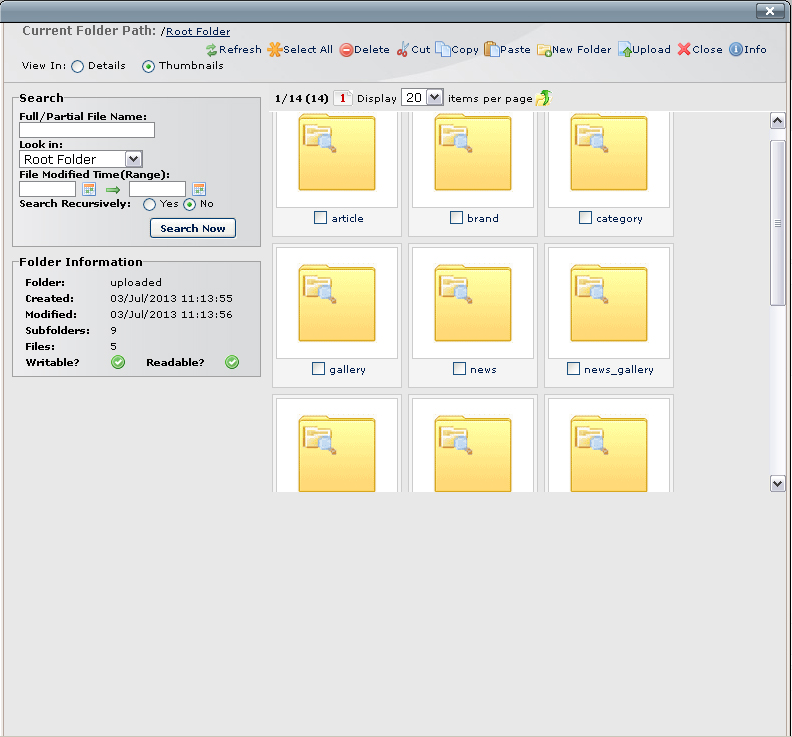 Current Folder Path: /Root Folder
Refresh Select All Delete Cut Copy Paste New Folder Upload Close Info
View In: Details Thumbnails
Search
Full/Partial File Name:
Look in:
Root Folder
File Modified Time(Range):
Search Recursively: Yes No
Search Now
Folder Information
Folder: uploaded
Created: 03/Jul/2013 11:13:55
Modified: 03/Jul/2013 11:13:56
Subfolders: 9
Files: 5
Writable? Readable?
1/14 (14) 1 Display 20 items per page
article brand category
gallery news news_gallery